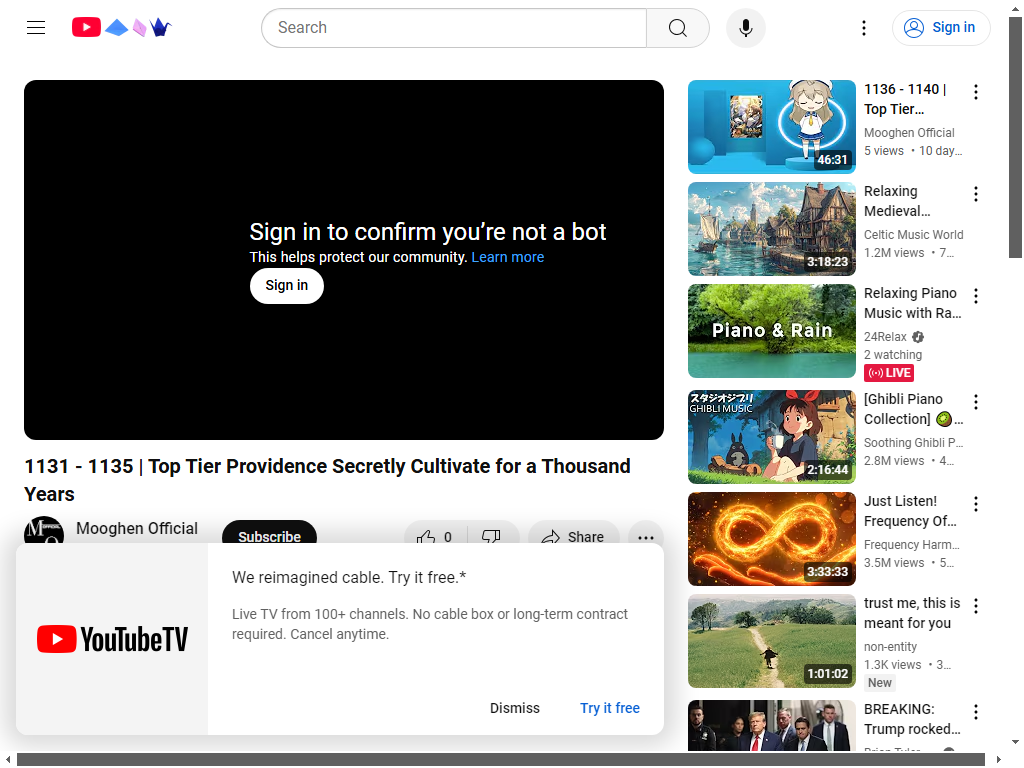 Search
Sign in
Sign in to confirm you’re not a bot
This helps protect our community. Learn more
Sign in
1131 - 1135 | Top Tier Providence Secretly Cultivate for a Thousand
Years
Mooghen Official
Subscribe
0
Share
We reimagined cable. Try it free.*
Live TV from 100+ channels. No cable box or long-term contract
required. Cancel anytime.
YouTubeTV
Dismiss
Try it free
1136 - 1140 |
Top Tier…
Mooghen Official
5 views • 10 day…
46:31
Relaxing
Medieval…
Celtic Music World
1.2M views • 7…
3:18:23
Relaxing Piano
Music with Ra…
24Relax
2 watching
LIVE
Piano & Rain
[Ghibli Piano
Collection] 🥝…
Soothing Ghibli P…
2.8M views • 4…
スタジオジブリ
GHIBLI MUSIC
2:16:44
Just Listen!
Frequency Of…
Frequency Harm…
3.5M views • 5…
3:33:33
trust me, this is
meant for you
non-entity
1.3K views • 3…
New
1:01:02
BREAKING:
Trump rocked…